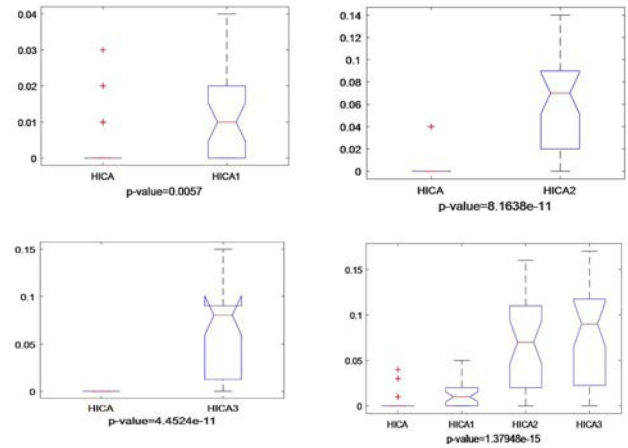 0.04
0.03
0.02
0.01
0
HICA HICA1
p-value=0.0057
0.14
0.12
0.1
0.08
0.06
0.04
0.02
0
HICA HICA2
p-value=8.1638e-11
0.15
0.1
0.05
0
HICA HICA3
p-value=4.4524e-11
0.15
0.1
0.05
0
HICA HICA1 HICA2 HICA3
p-value=1.37948e-15